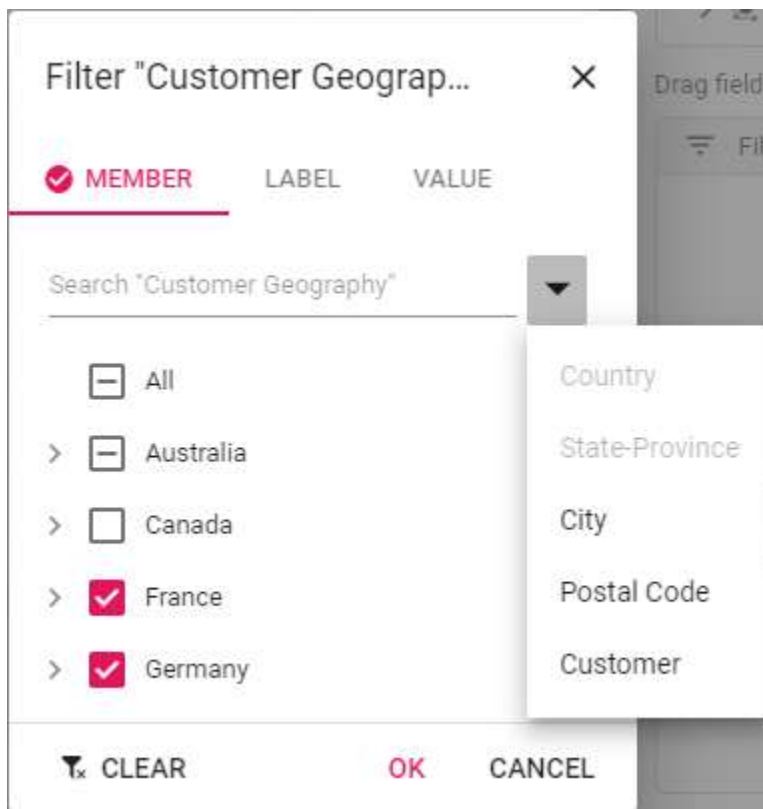 Filter "Customer Geograp...
Drag field
MEMBER LABEL VALUE
Fil
Search "Customer Geography"
All
Australia
Canada
France
Germany
Country
State-Province
City
Postal Code
Customer
CLEAR OK CANCEL